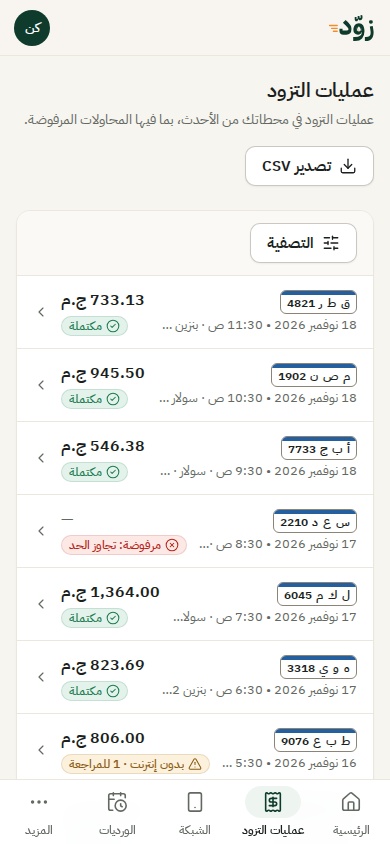 زوّد
كن
عمليات التزود
عمليات التزود في محطاتك من الأحدث، بما فيها المحاولات المرفوضة.
تصدير CSV
التصفية
ق ط ر 4821
733.13 ج.م
18 نوفمبر 2026 • 11:30 ص · بنزين ...
مكتملة
م ص ن 1902
945.50 ج.م
18 نوفمبر 2026 • 10:30 ص · سولار ...
مكتملة
أ ب ج 7733
546.38 ج.م
18 نوفمبر 2026 • 9:30 ص · سولار · ...
مكتملة
س ع د 2210
—
17 نوفمبر 2026 • 8:30 ص ·...
مرفوضة: تجاوز الحد
ل ك م 6045
1,364.00 ج.م
17 نوفمبر 2026 • 7:30 ص · سولا...
مكتملة
ه و ي 3318
823.69 ج.م
17 نوفمبر 2026 • 6:30 ص · بنزين 2...
مكتملة
ط ب ع 9076
806.00 ج.م
16 نوفمبر 2026 • 5:30 ص ...
بدون إنترنت · 1 للمراجعة
الرئيسية
عمليات التزود
الشبكة
الورديات
المزيد